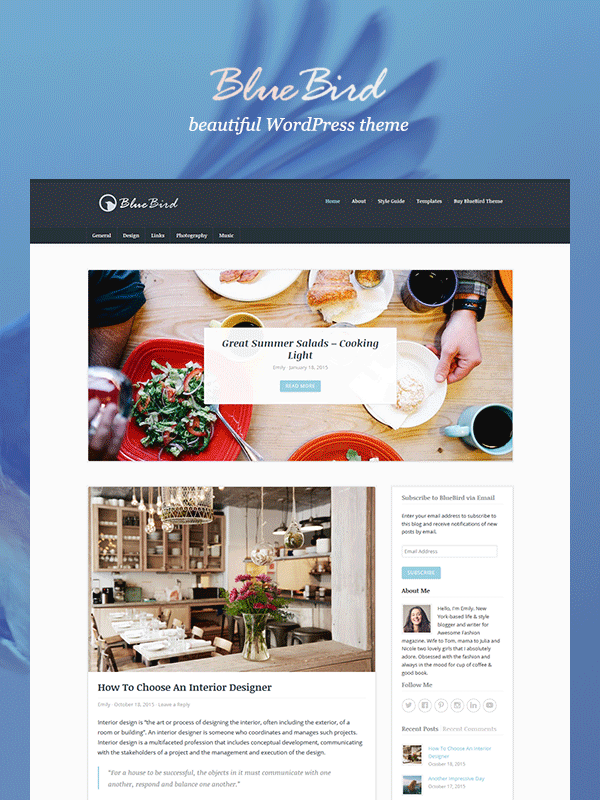 BlueBird
beautiful WordPress theme
BlueBird
Home About Style Guide Templates Buy BlueBird Theme
General Design Links Photography Music
Great Summer Salads – Cooking
Light
Emily · January 18, 2015
READ MORE
How To Choose An Interior Designer
Emily · October 18, 2015 · Leave a Reply
Interior design is "the art or process of designing the interior, often including the exterior, of a
room or building". An interior designer is someone who coordinates and manages such projects.
Interior design is a multifaceted profession that includes conceptual development, communicating
with the stakeholders of a project and the management and execution of the design.
"For a house to be successful, the objects in it must communicate with one
another, respond and balance one another."
Subscribe to BlueBird via Email
Enter your email address to subscribe to
this blog and receive notifications of new
posts by email.
Email Address
SUBSCRIBE
About Me
Hello, I'm Emily. New
York-based life & style
blogger and writer for
Awesome Fashion
magazine. Wife to Tom, mama to Julia and
Nicole two lovely girls that I absolutely
adore. Obsessed with the fashion and
always in the mood for cup of coffee &
good book.
Follow Me
Recent Posts Recent Comments
How To Choose An Interior
Designer
October 18, 2015
Another Impressive Day
October 17, 2015